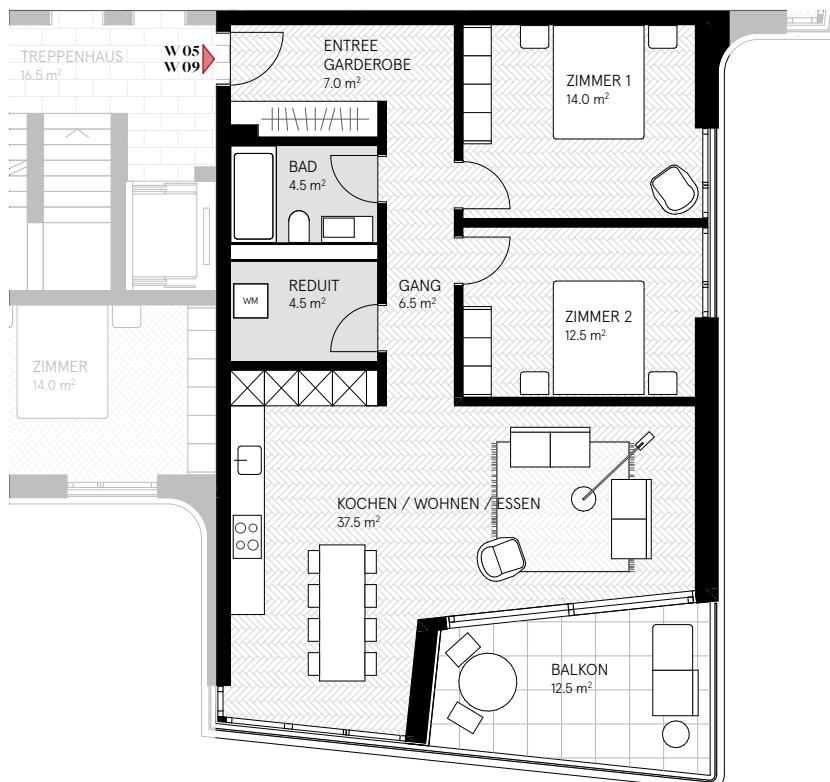 TREPPENHAUS
16.5 m²
W 05
W 09
ENTREE
GARDEROBE
7.0 m²
ZIMMER 1
14.0 m²
BAD
4.5 m²
REDUIT
4.5 m²
WM
GANG
6.5 m²
ZIMMER 2
12.5 m²
ZIMMER
14.0 m²
KOCHEN / WOHNEN / ESSEN
37.5 m²
BALKON
12.5 m²